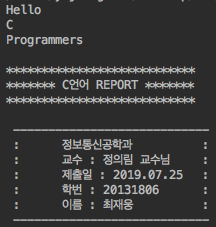 Hello
C
Programmers
***************************
******* C언어 REPORT *******
***************************
----------------------------
: 정보통신공학과 :
: 교수 : 정의림 교수님 :
: 제출일 : 2019.07.25 :
: 학번 : 20131806 :
: 이름 : 최재웅 :
----------------------------